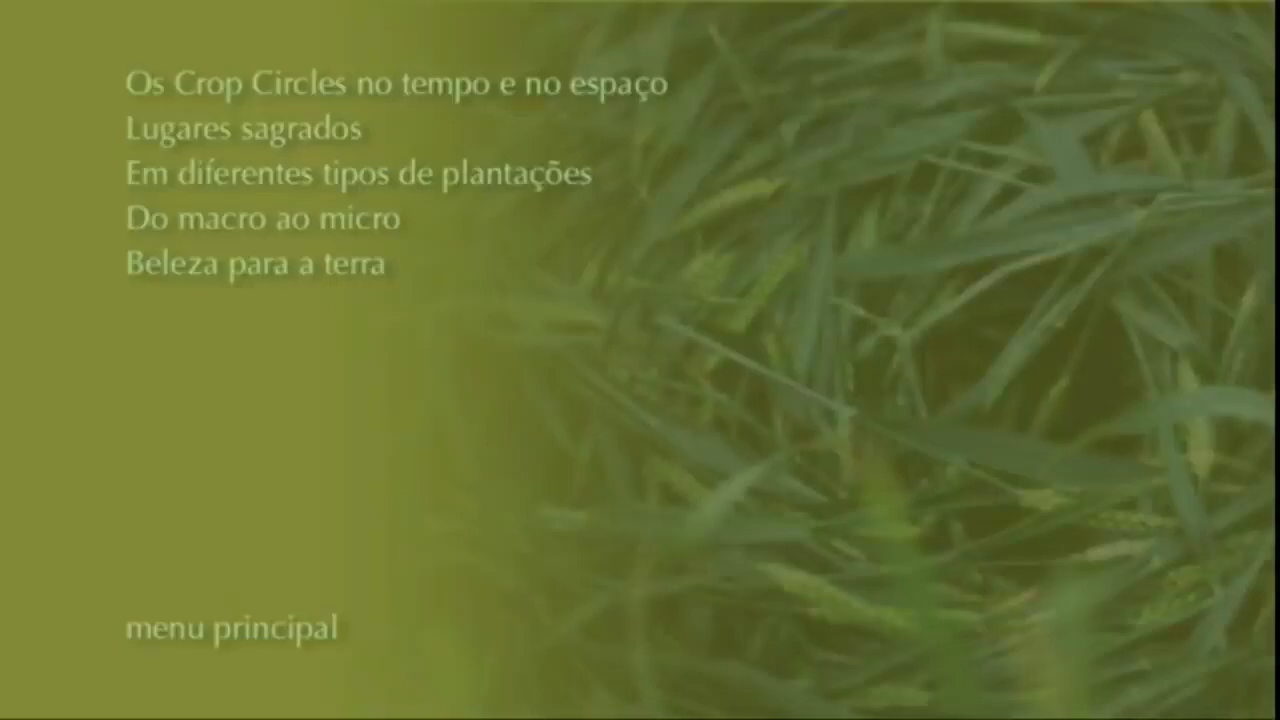 Os Crop Circles no tempo e no espaço
Lugares sagrados
Em diferentes tipos de plantações
Do macro ao micro
Beleza para a terra
menu principal